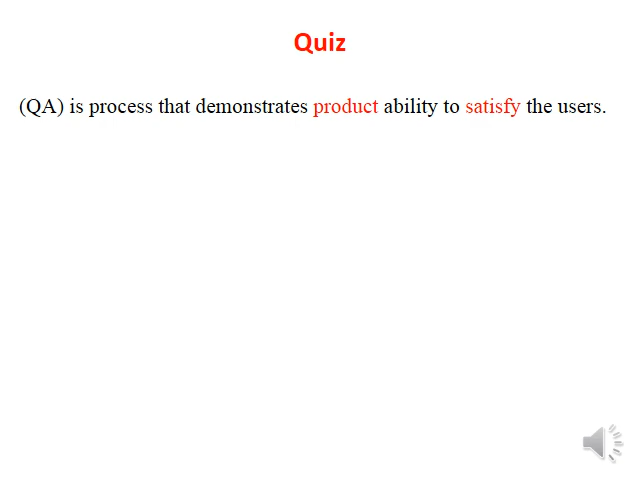 Quiz
(QA) is process that demonstrates product ability to satisfy the users.